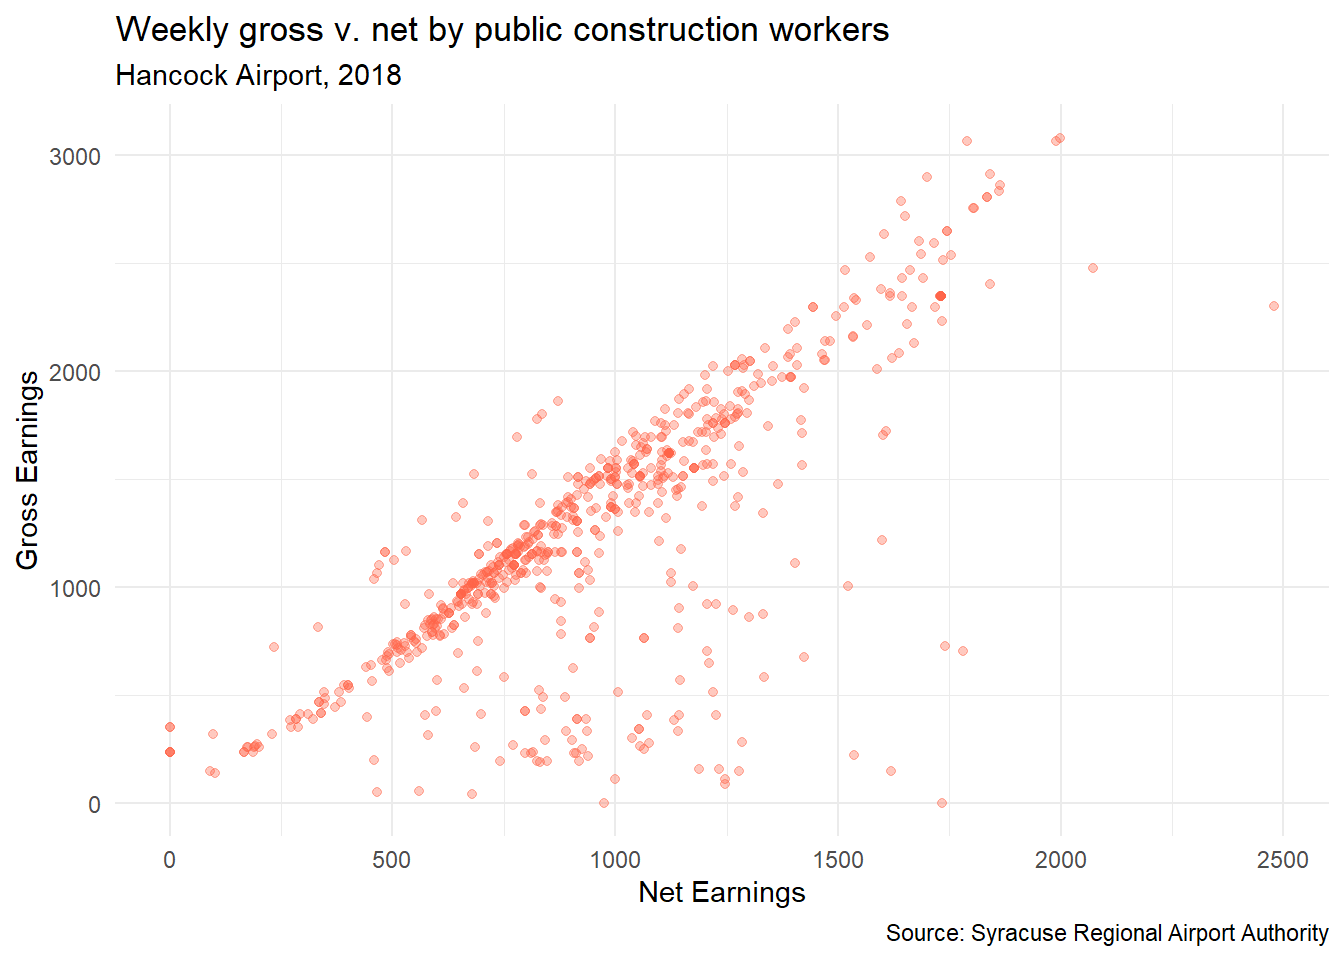 Weekly gross v. net by public construction workers
Hancock Airport, 2018
3000
2000
1000
0
Gross Earnings
0 500 1000 1500 2000 2500
Net Earnings
Source: Syracuse Regional Airport Authority